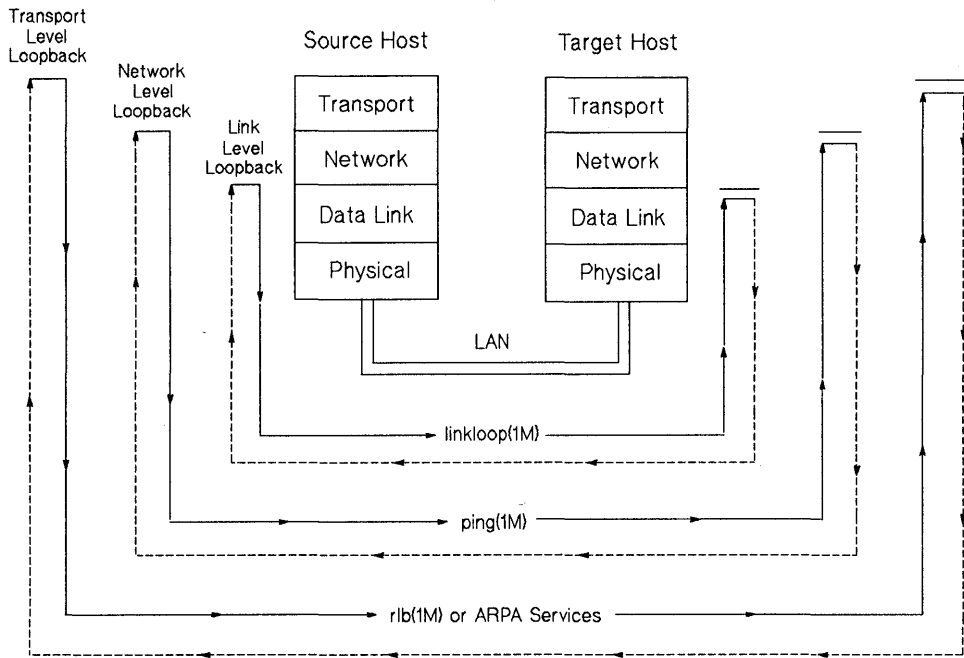 Transport
Level
Loopback
Network
Level
Loopback
Link
Level
Loopback
Source Host
Transport
Network
Data Link
Physical
Target Host
Transport
Network
Data Link
Physical
LAN
linkloop(1M)
ping(1M)
rlb(1M) or ARPA Services